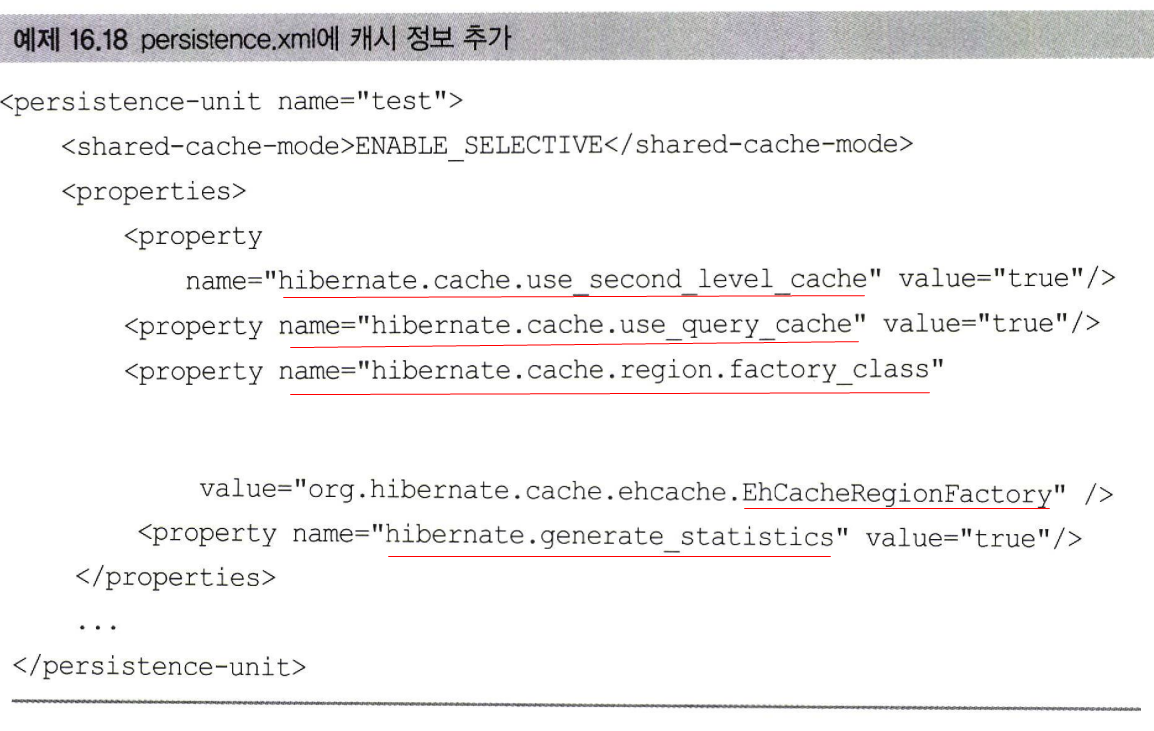 예제 16.18 persistence.xml에 캐시 정보 추가
<persistence-unit name="test">
<shared-cache-mode>ENABLE_SELECTIVE</shared-cache-mode>
<properties>
<property
name="hibernate.cache.use_second_level_cache" value="true"/>
<property name="hibernate.cache.use_query_cache" value="true"/>
<property name="hibernate.cache.region.factory_class"
value="org.hibernate.cache.ehcache.EhCacheRegionFactory" />
<property name="hibernate.generate_statistics" value="true"/>
</properties>
...
</persistence-unit>